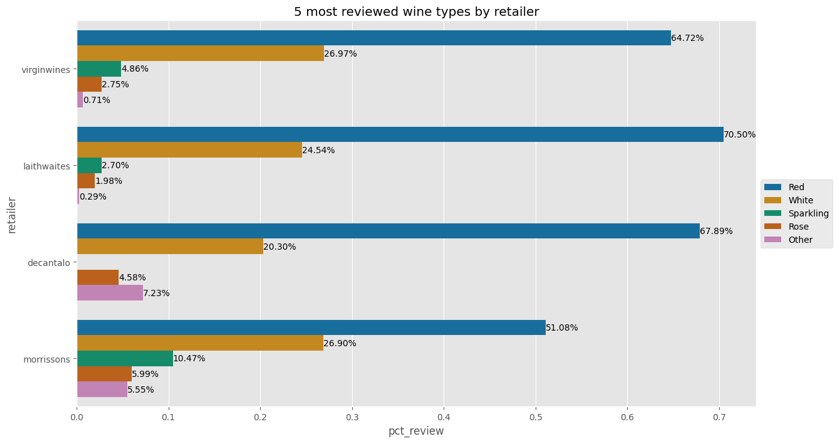 5 most reviewed wine types by retailer
retailer
virginwines
64.72%
26.97%
4.86%
2.75%
0.71%
laithwaites
70.50%
24.54%
2.70%
1.98%
0.29%
decantalo
67.89%
20.30%
4.58%
7.23%
morrissons
51.08%
26.90%
10.47%
5.99%
5.55%
0.0 0.1 0.2 0.3 0.4 0.5 0.6 0.7
pct_review
Red
White
Sparkling
Rose
Other